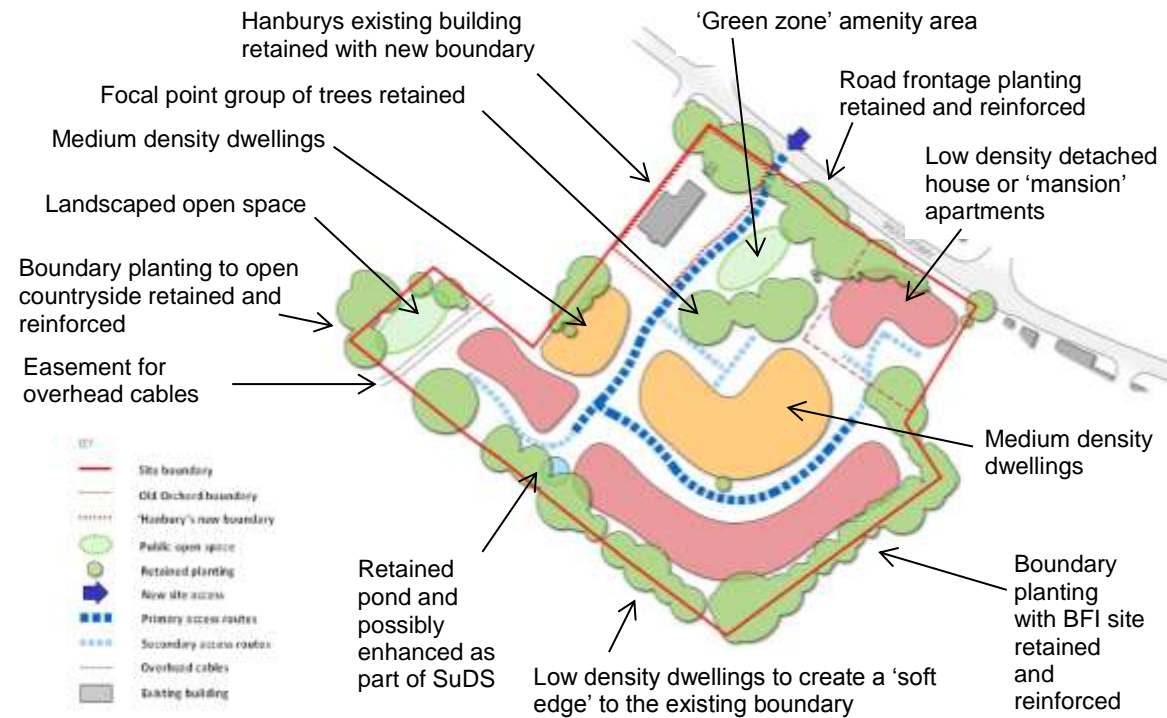 Hanburys existing building
retained with new boundary
‘Green zone’ amenity area
Focal point group of trees retained
Road frontage planting
retained and reinforced
Medium density dwellings
Low density detached
house or ‘mansion’
apartments
Landscaped open space
Boundary planting to open
countryside retained and
reinforced
Easement for
overhead cables
Medium density
dwellings
KEY
Site boundary
Old Orchard boundary
'Hanbury's new boundary
Public open space
Retained planting
New site access
Primary access routes
Secondary access routes
Overhead cables
Existing building
Retained
pond and
possibly
enhanced as
part of SuDS
Low density dwellings to create a ‘soft
edge’ to the existing boundary
Boundary
planting
with BFI site
retained
and
reinforced